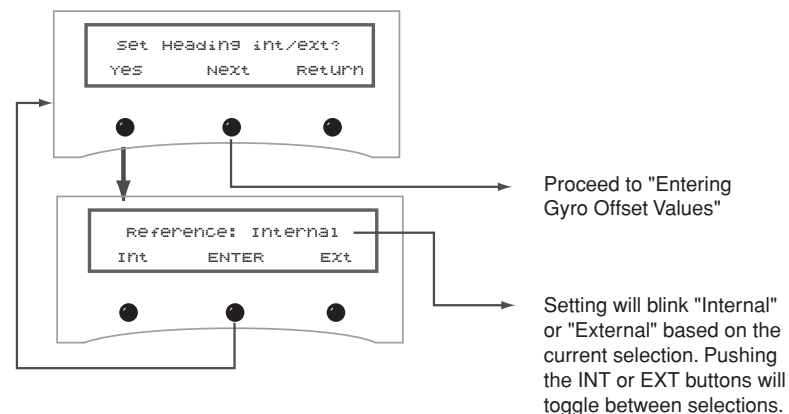 Set Heading int/ext?
Yes Next Return
Proceed to "Entering
Gyro Offset Values"
Reference: Internal
Int ENTER Ext
Setting will blink "Internal"
or "External" based on the
current selection. Pushing
the INT or EXT buttons will
toggle between selections.